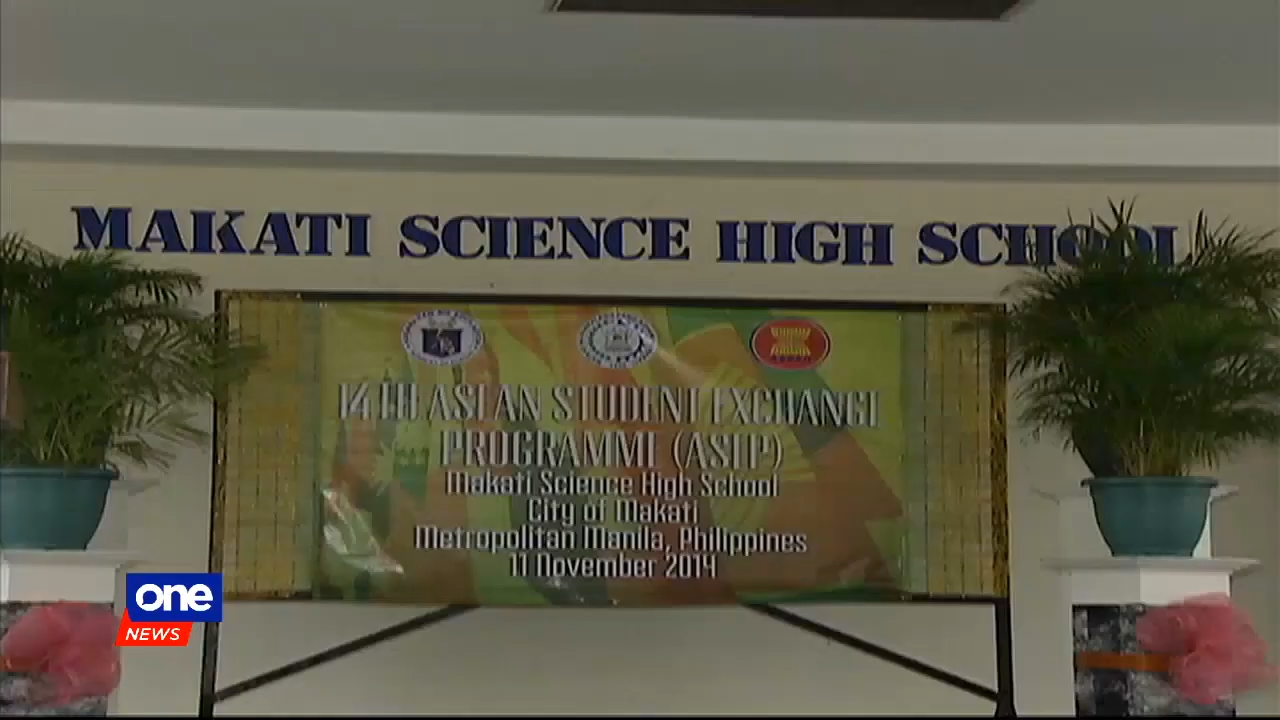 MAKATI SCIENCE HIGH SCHOOL
14TH ASEAN STUDENT EXCHANGE
PROGRAMME (ASEP)
Makati Science High School
City of Makati
Metropolitan Manila, Philippines
11 November 2014
one
NEWS